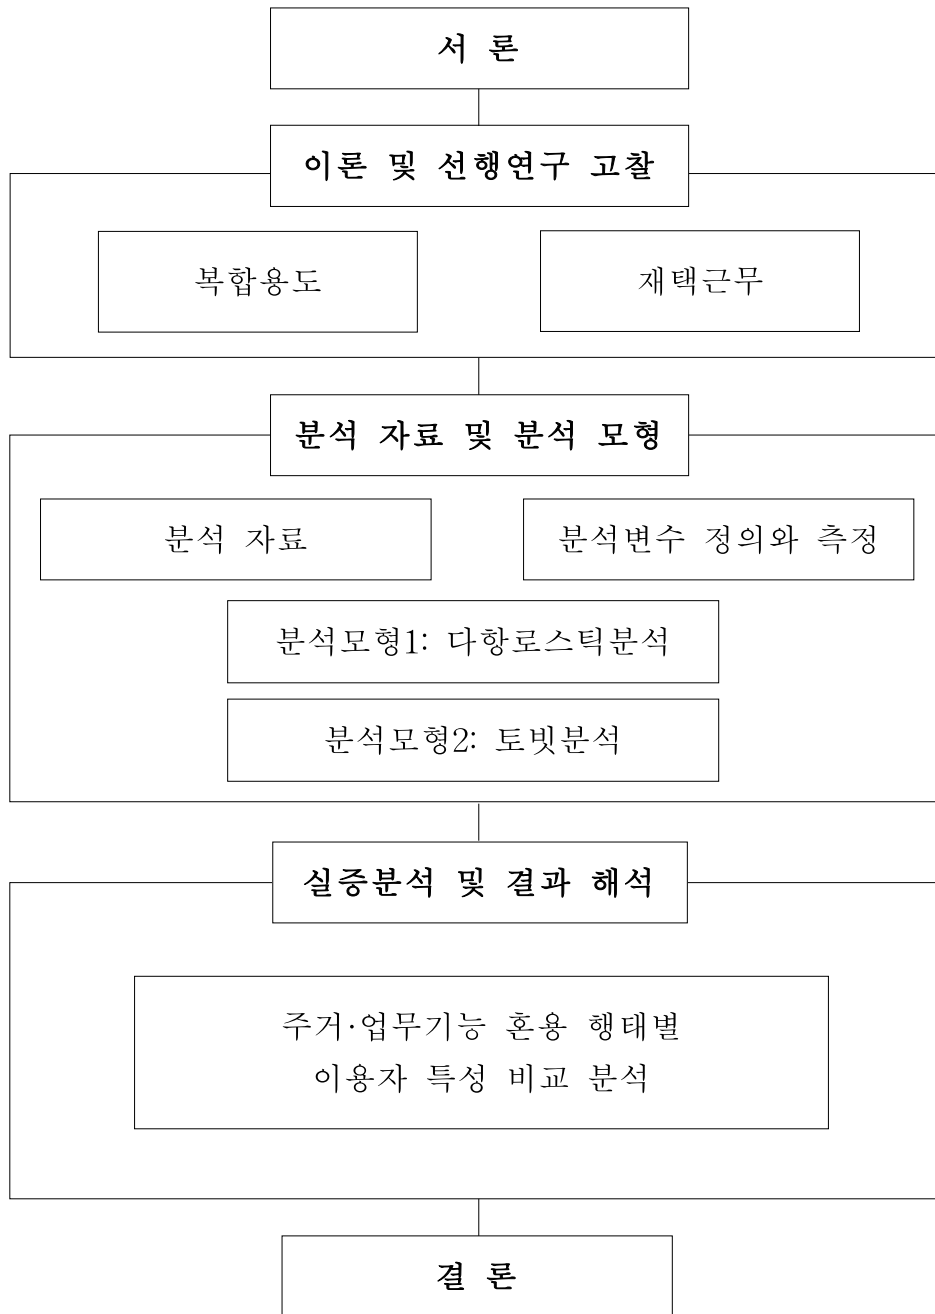 서 론
이론 및 선행연구 고찰
복합용도
재택근무
분석 자료 및 분석 모형
분석 자료
분석변수 정의와 측정
분석모형1: 다항로스틱분석
분석모형2: 토빗분석
실증분석 및 결과 해석
주거·업무기능 혼용 행태별
이용자 특성 비교 분석
결 론